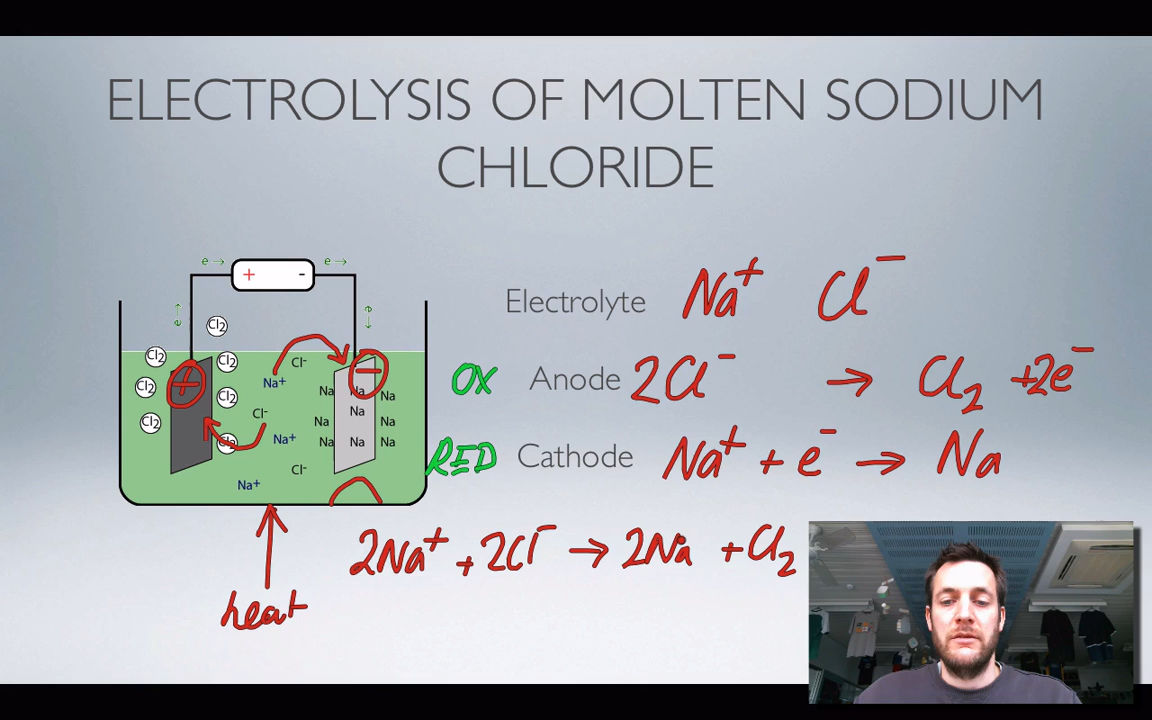 ELECTROLYSIS OF MOLTEN SODIUM
CHLORIDE
e → e →
+ -
e →
e →
Cl2
Cl2
Cl2
Cl2
Cl2
Cl2
Cl2
+
−
Cl-
Na+
Cl-
Na+
Cl-
Na+
Na Na Na
Na
Na Na
Na Na Na
Electrolyte Na⁺ Cl⁻
OX Anode 2Cl⁻ → Cl₂ +2e⁻
RED Cathode Na⁺ + e⁻ → Na
2Na⁺ + 2Cl⁻ → 2Na + Cl₂
heat